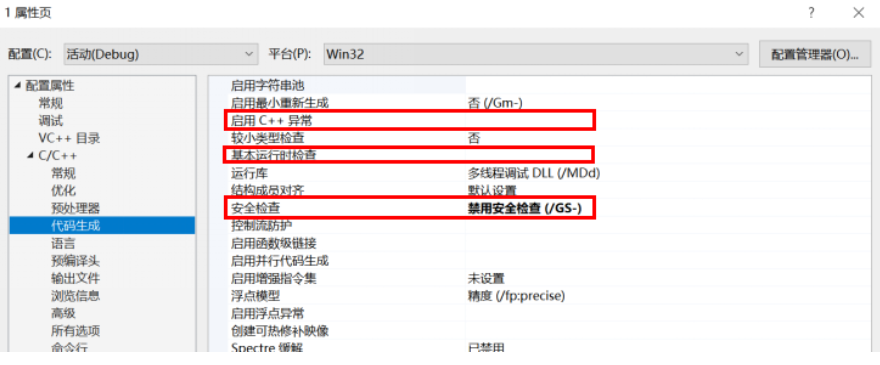 1 属性页 ? ×
配置(C): 活动(Debug) 平台(P): Win32 配置管理器(O)...
配置属性
常规
调试
VC++ 目录
C/C++
常规
优化
预处理器
代码生成
语言
预编译头
输出文件
浏览信息
高级
所有选项
命令行
启用字符串池
启用最小重新生成 否 (/Gm-)
启用 C++ 异常
较小类型检查 否
基本运行时检查
运行库 多线程调试 DLL (/MDd)
结构成员对齐 默认设置
安全检查 禁用安全检查 (/GS-)
控制流防护
启用函数级链接
启用并行代码生成
启用增强指令集 未设置
浮点模型 精度 (/fp:precise)
启用浮点异常
创建可热修补映像
Spectre 缓解 已禁用